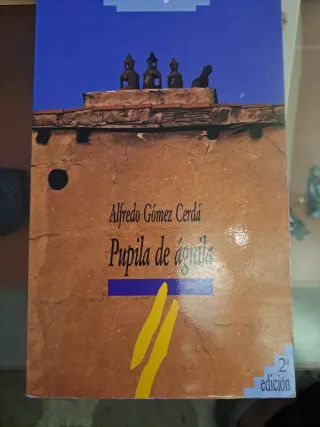 Alfredo Gómez Cerdá
Pupila de águila
2ª
edición